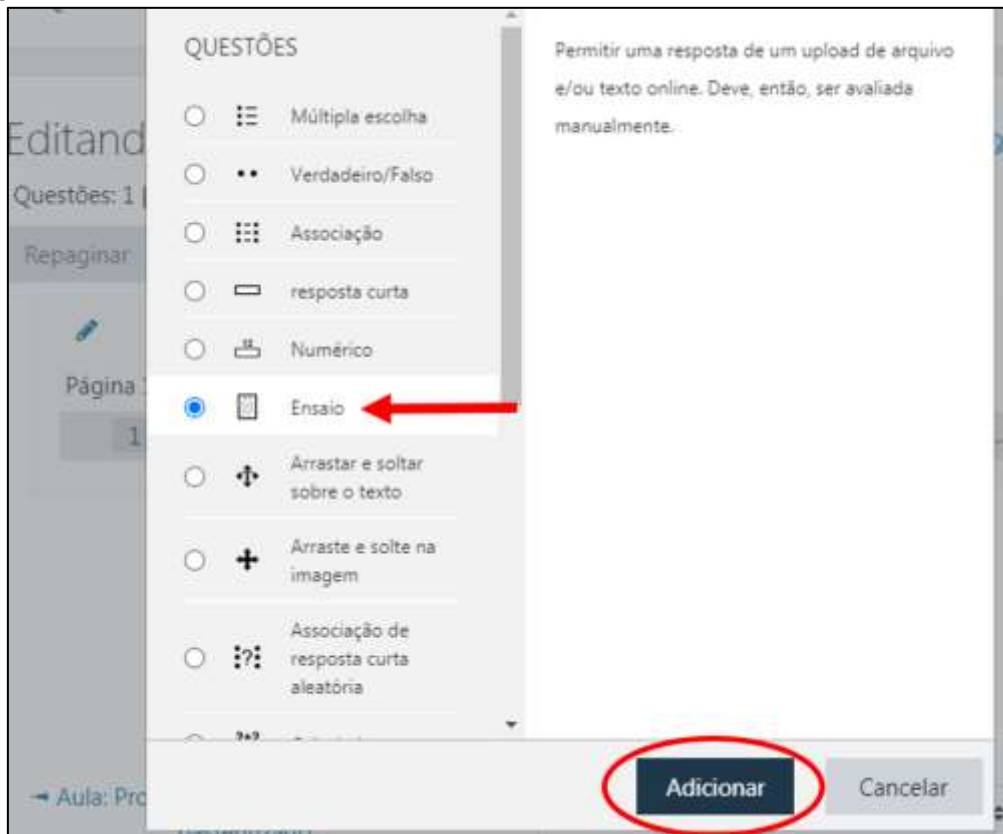 QUESTÕES
Múltipla escolha
Verdadeiro/Falso
Associação
resposta curta
Numérico
Ensaio
Arrastar e soltar
sobre o texto
Arraste e solte na
imagem
Associação de
resposta curta
aleatória
Permitir uma resposta de um upload de arquivo
e/ou texto online. Deve, então, ser avaliada
manualmente.
Adicionar
Cancelar
Editand
Questões: 1
Repaginar
Página
1
Aula: Pro